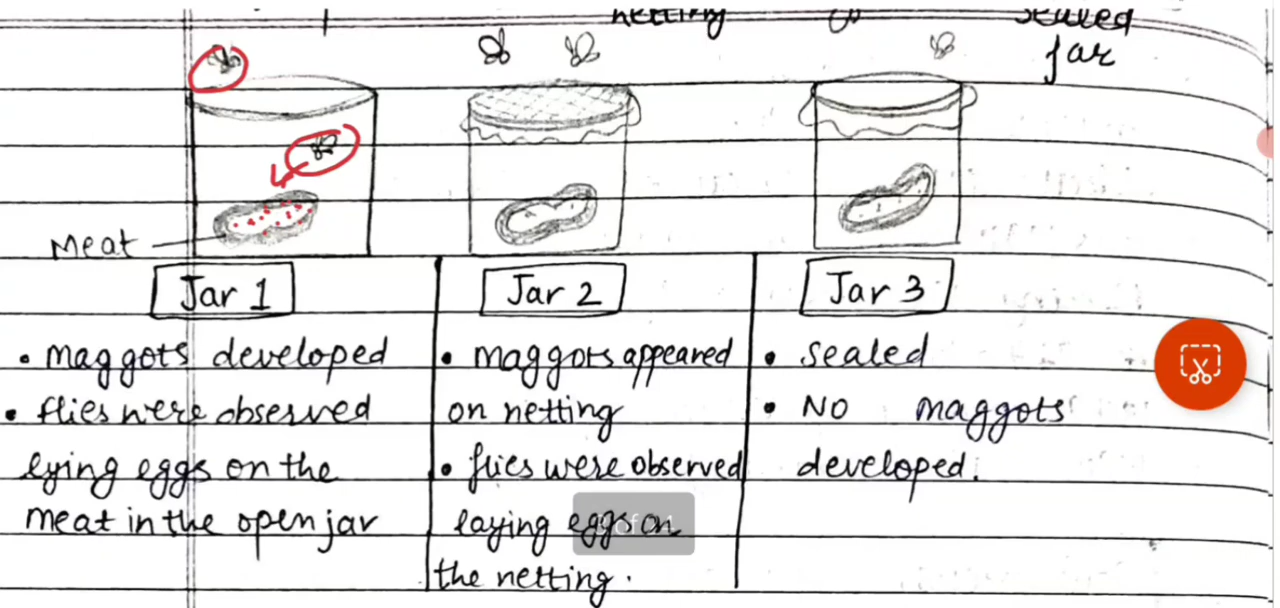 netting
sealed
jar
Meat
Jar 1
• maggots developed
• flies were observed
lying eggs on the
meat in the open jar
Jar 2
• maggots appeared
on netting
• flies were observed
laying eggs on
the netting.
Jar 3
• sealed
• NO maggots
developed.